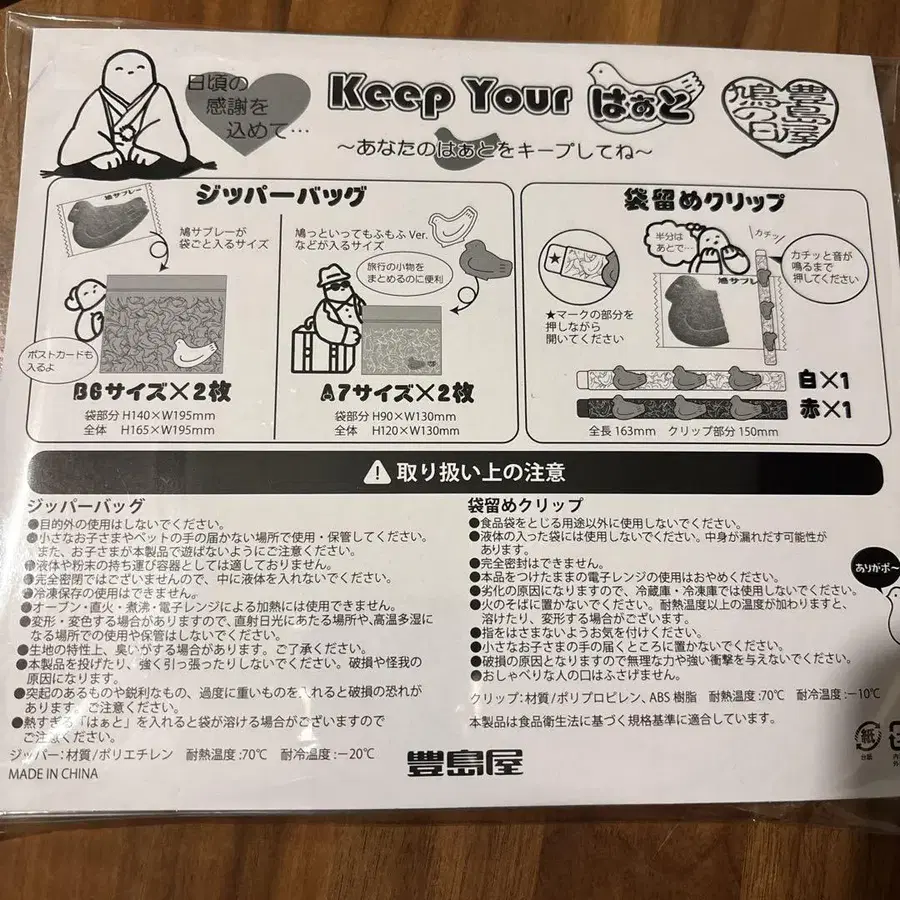 日頃の
感謝を
込めて…
Keep Your はぁと
～あなたのはぁとをキープしてね～
豊島屋
鳩の日
ジッパーバッグ
鳩サブレー
鳩サブレーが
袋ごと入るサイズ
ポストカードも
入るよ
B6サイズ×2枚
袋部分 H140×W195mm
全体 H165×W195mm
鳩っといってもふもふ Ver.
などが入るサイズ
旅行の小物を
まとめるのに便利
A7サイズ×2枚
袋部分 H90×W130mm
全体 H120×W130mm
袋留めクリップ
★
★マークの部分を
押しながら
開いてください
半分は
あとで…
鳩サブレー
カチッ
カチッと音が
鳴るまで
押してください
白×1
赤×1
全長 163mm クリップ部分 150mm
取り扱い上の注意
ジッパーバッグ
●目的外の使用はしないでください。
●小さなお子さまやペットの手の届かない場所で使用・保管してください。
また、お子さまが本製品で遊ばないようにご注意ください。
●液体や粉末の持ち運び容器としては適しておりません。
●完全密閉ではございませんので、中に液体を入れないでください。
●冷凍保存の使用はできません。
●オーブン・直火・煮沸・電子レンジによる加熱には使用できません。
●変形・変色する場合がありますので、直射日光にあたる場所や、高温多湿に
なる場所での使用や保管はしないでください。
●生地の特性上、臭いがする場合があります。ご了承ください。
●本製品を投げたり、強く引っ張ったりしないでください。破損や怪我の
原因になります。
●突起のあるものや鋭利なもの、過度に重いものを入れると破損の恐れが
あります。
●熱すぎる「はぁと」を入れると袋が溶ける場合がございますので
ご注意ください。
ジッパー：材質/ポリエチレン 耐熱温度：70℃ 耐冷温度：－20℃
MADE IN CHINA
袋留めクリップ
●食品袋をとじる用途以外に使用しないでください。
●液体の入った袋には使用しないでください。中身が漏れだす可能性が
あります。
●完全密封はできません。
●本品をつけたままの電子レンジの使用はおやめください。
●劣化の原因になりますので、冷蔵庫・冷凍庫では使用しないでください。
●火のそばに置かないでください。耐熱温度以上の温度が加わりますと、
溶けたり、変形する場合がございます。
●指をはさまないようお気を付けください。
●小さなお子さまの手の届くところに置かないでください。
●破損の原因となりますので無理な力や強い衝撃を与えないでください。
●おしゃべりな人の口はふさげません。
クリップ：材質/ポリプロピレン、ABS 樹脂 耐熱温度：70℃ 耐冷温度：－10℃
本製品は食品衛生法に基づく規格基準に適合しています。
ありがポ～
豊島屋
紙
台紙